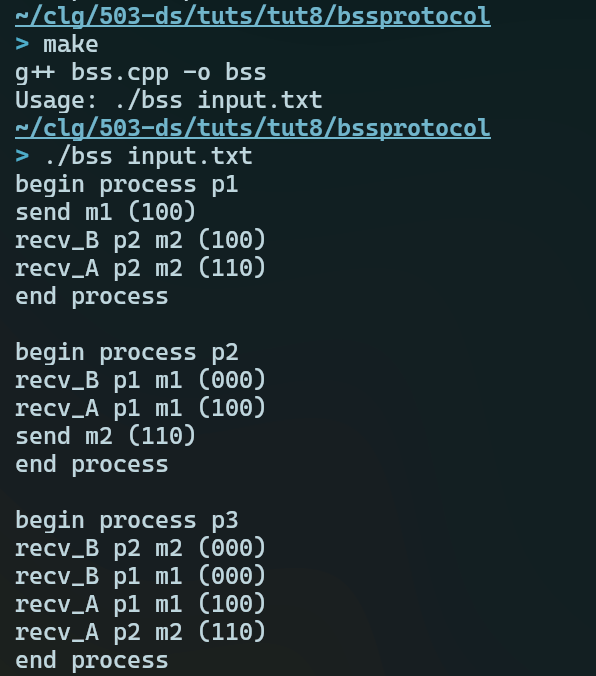 ~/clg/503-ds/tuts/tut8/bssprotocol
> make
g++ bss.cpp -o bss
Usage: ./bss input.txt
~/clg/503-ds/tuts/tut8/bssprotocol
> ./bss input.txt
begin process p1
send m1 (100)
recv_B p2 m2 (100)
recv_A p2 m2 (110)
end process

begin process p2
recv_B p1 m1 (000)
recv_A p1 m1 (100)
send m2 (110)
end process

begin process p3
recv_B p2 m2 (000)
recv_B p1 m1 (000)
recv_A p1 m1 (100)
recv_A p2 m2 (110)
end process